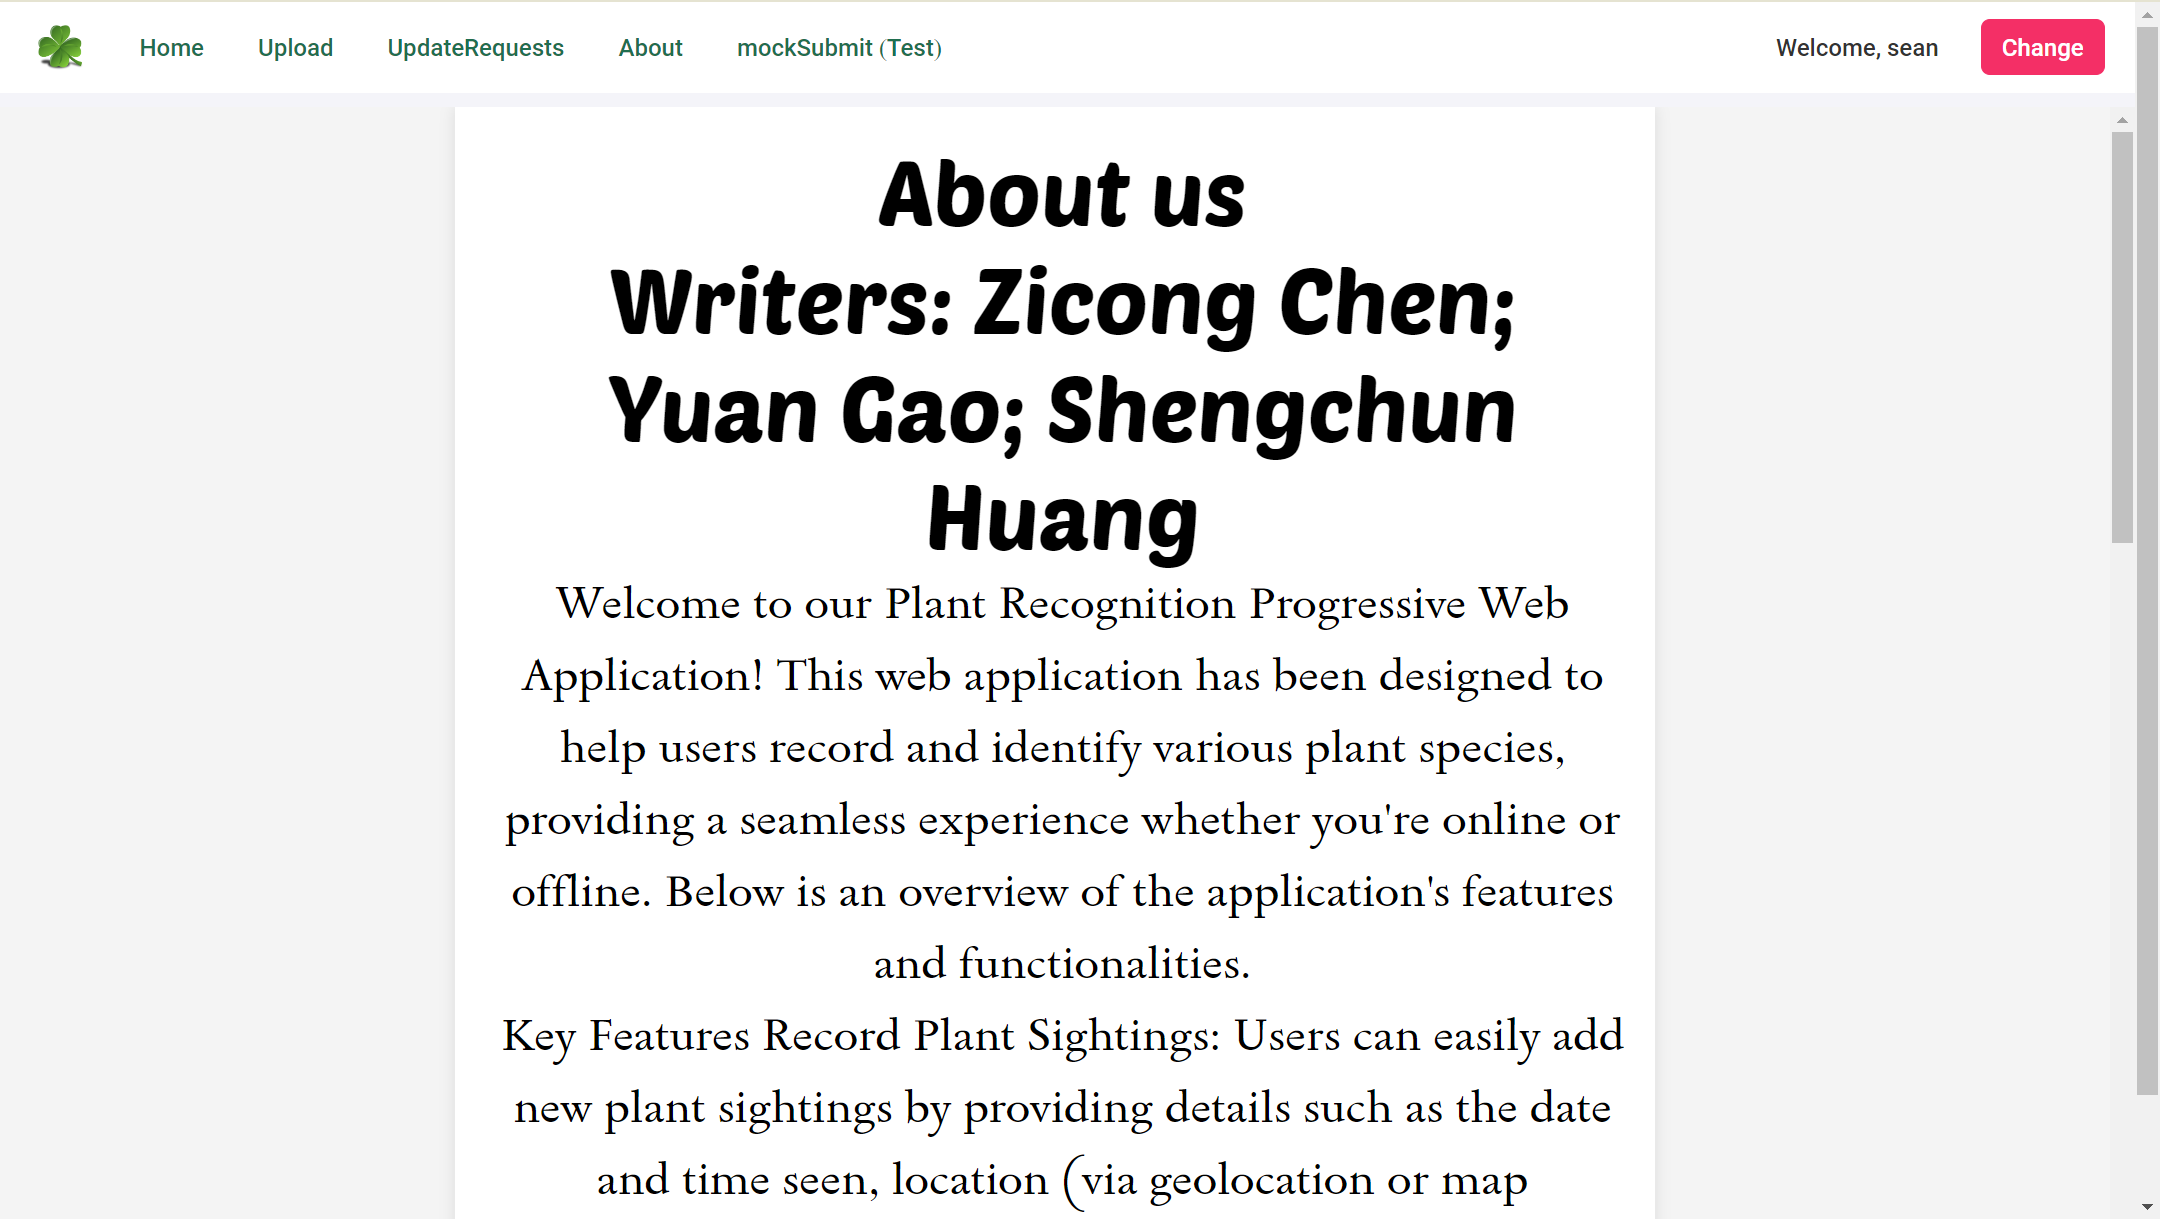 Home Upload UpdateRequests About mockSubmit (Test) Welcome, sean Change
About us
Writers: Zicong Chen;
Yuan Gao; Shengchun
Huang
Welcome to our Plant Recognition Progressive Web
Application! This web application has been designed to
help users record and identify various plant species,
providing a seamless experience whether you're online or
offline. Below is an overview of the application's features
and functionalities.
Key Features Record Plant Sightings: Users can easily add
new plant sightings by providing details such as the date
and time seen, location (via geolocation or map